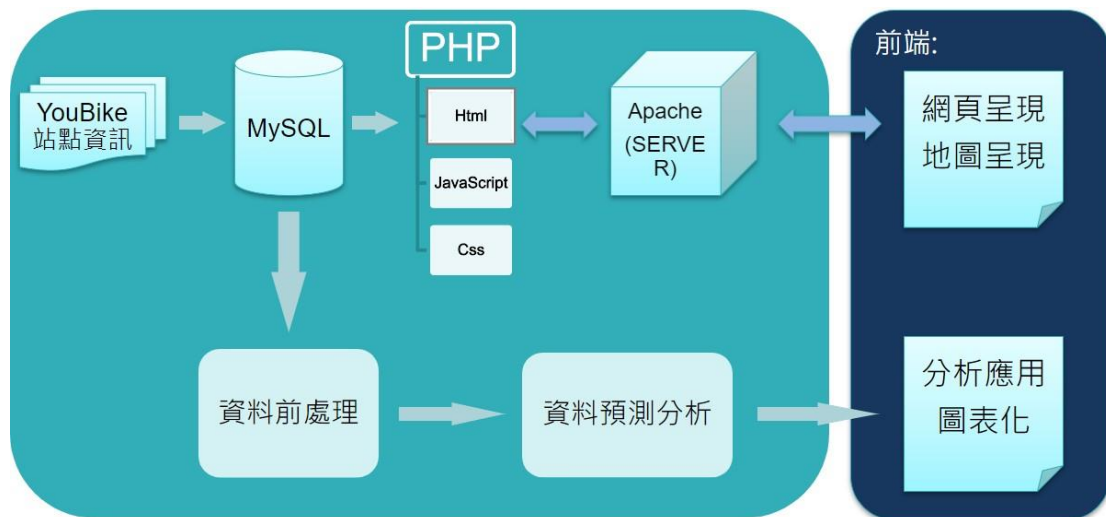 YouBike
站點資訊
MySQL
PHP
Html
JavaScript
Css
Apache
(SERVE
R)
前端:
網頁呈現
地圖呈現
資料前處理
資料預測分析
分析應用
圖表化